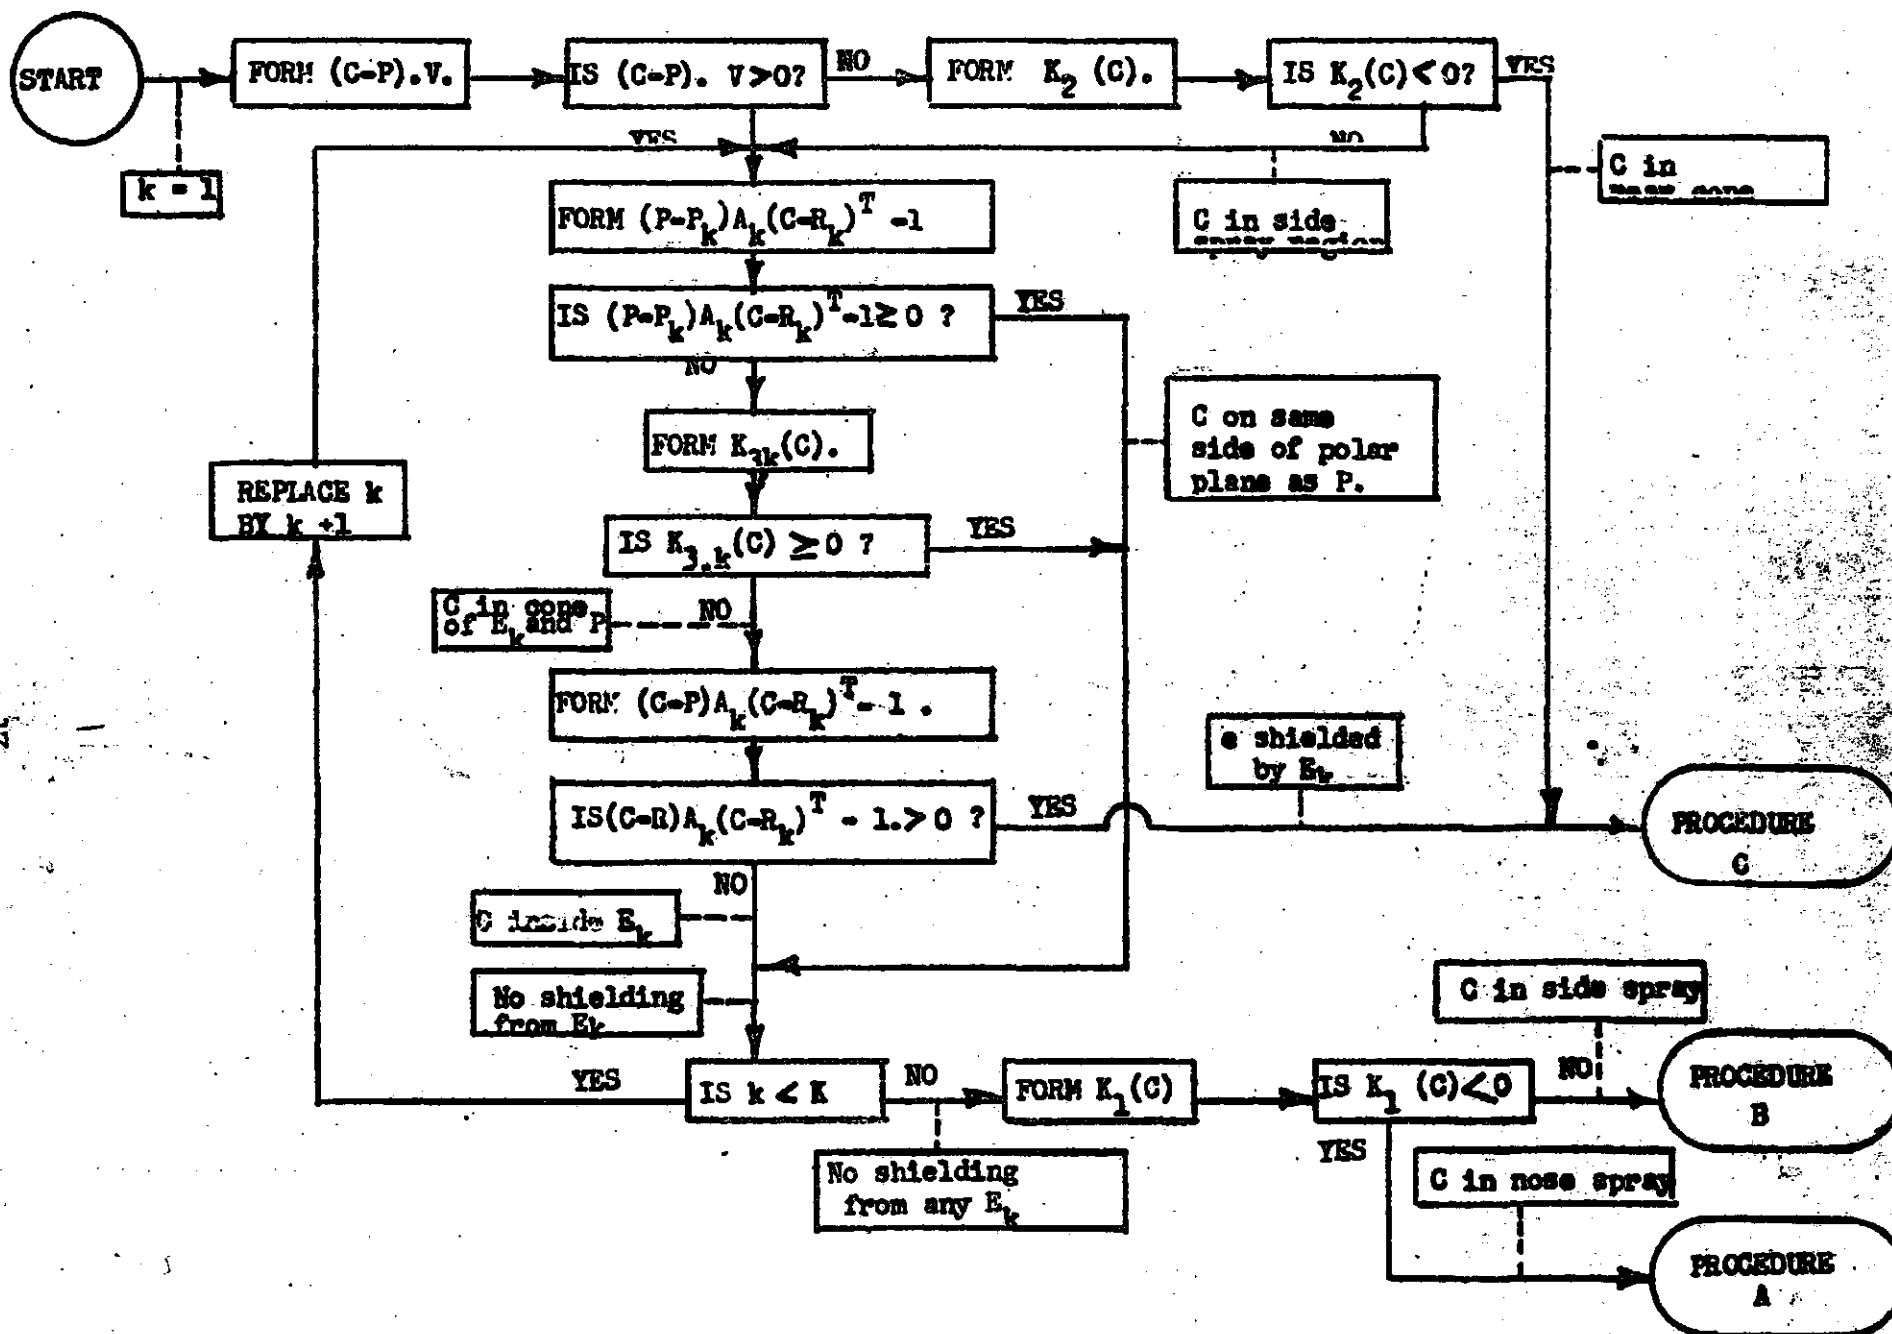 START
FORM (C-P).V.
IS (C-P). V>0?
NO
FORM K₂ (C).
IS K₂(C)<0?
YES
k = 1
YES
NO
C in
C in side
spray region
FORM (P-Pₖ)Aₖ(C-Rₖ)ᵀ -1
IS (P-Pₖ)Aₖ(C-Rₖ)ᵀ-1≥0 ?
YES
NO
C on same
side of polar
plane as P.
FORM K₃ₖ(C).
REPLACE k
BY k +1
IS K₃.ₖ(C) ≥0 ?
YES
C in cone
of Eₖ and P
NO
FORM (C-P)Aₖ(C-Rₖ)ᵀ- 1 .
e shielded
by Eₖ
IS(C-R)Aₖ(C-Rₖ)ᵀ - 1.>0 ?
YES
PROCEDURE
C
NO
C inside Eₖ
No shielding
from Eₖ
C in side spray
YES
IS k < K
NO
FORM K₁(C)
IS K₁ (C)<0
NO
PROCEDURE
B
YES
No shielding
from any Eₖ
C in nose spray
PROCEDURE
A